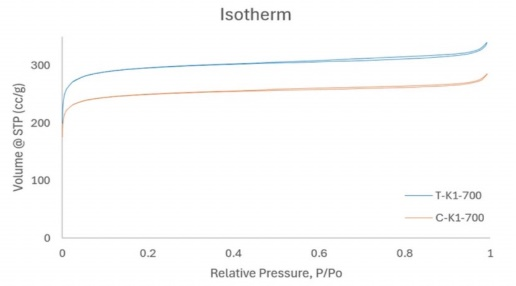 Isotherm
Volume @ STP (cc/g)
300
200
100
0
T-K1-700
C-K1-700
0 0.2 0.4 0.6 0.8 1
Relative Pressure, P/Po